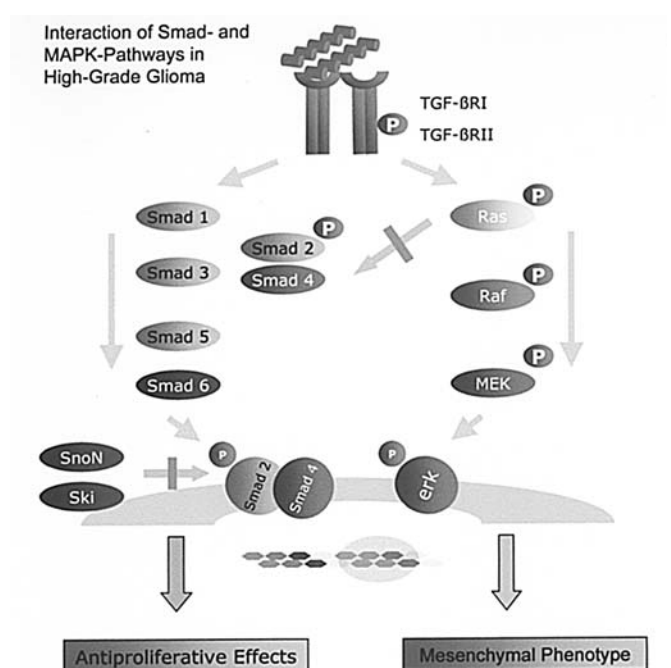 Interaction of Smad- and
MAPK-Pathways in
High-Grade Glioma
TGF-ßRI
P
TGF-ßRII
Smad 1
P
Smad 2
Smad 4
P
Ras
Smad 3
P
Raf
Smad 5
Smad 6
P
MEK
SnoN
Ski
P
Smad 2
Smad 4
P
erk
Antiproliferative Effects
Mesenchymal Phenotype